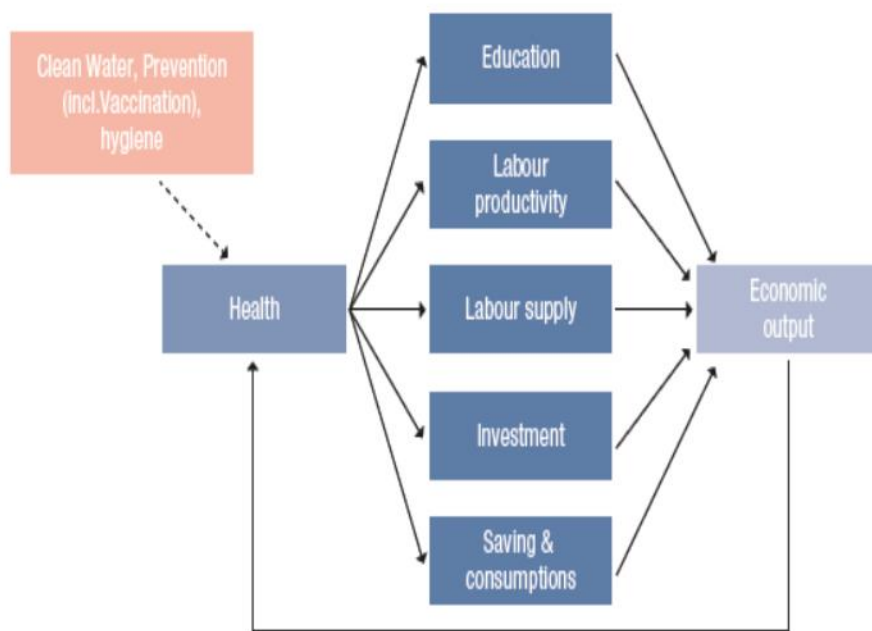 Clean Water, Prevention
(incl.Vaccination),
hygiene
Health
Education
Labour
productivity
Labour supply
Investment
Saving &
consumptions
Economic
output